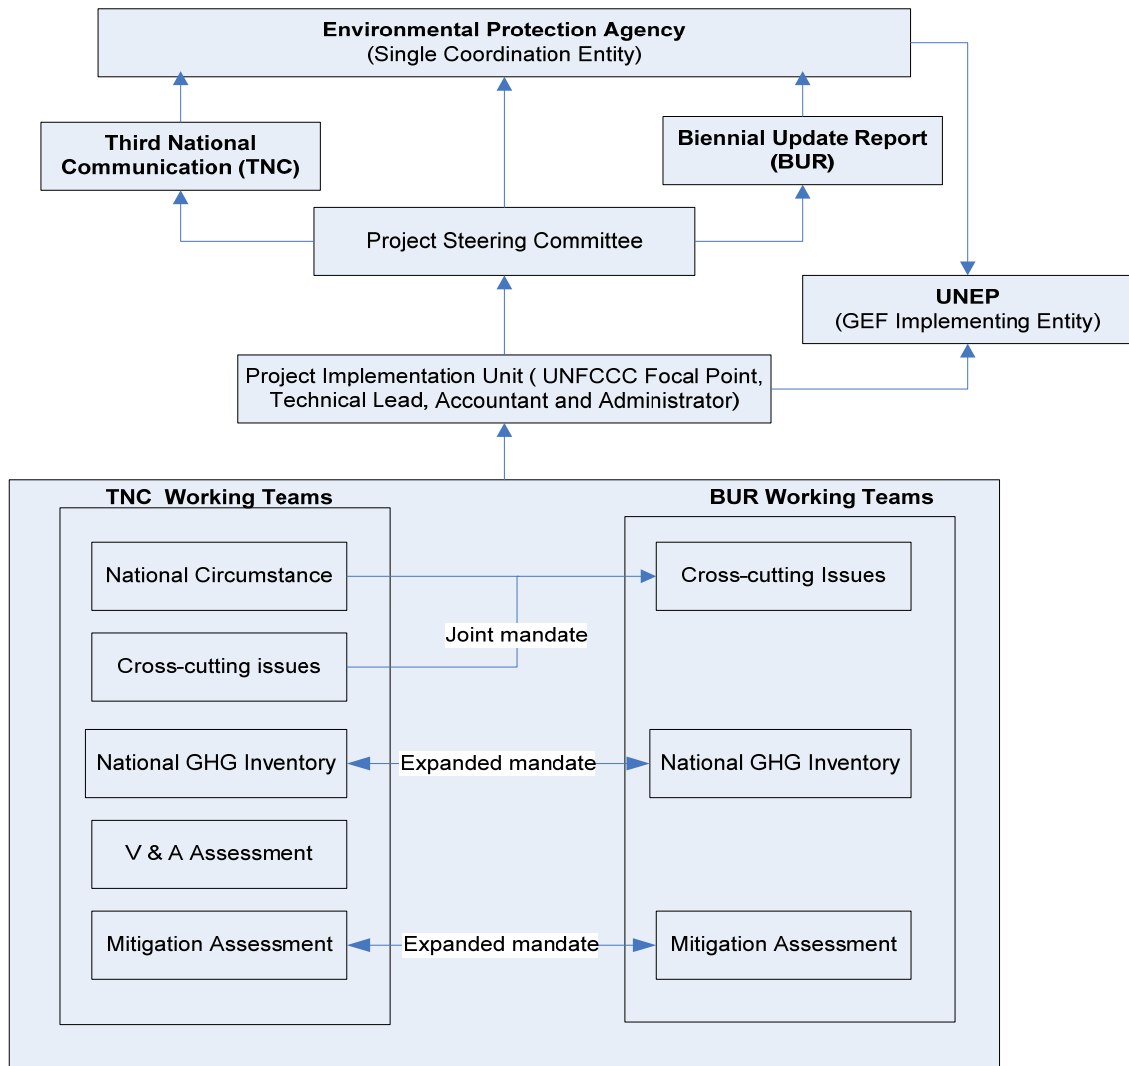 Environmental Protection Agency
(Single Coordination Entity)
Third National
Communication (TNC)
Biennial Update Report
(BUR)
Project Steering Committee
UNEP
(GEF Implementing Entity)
Project Implementation Unit ( UNFCCC Focal Point,
Technical Lead, Accountant and Administrator)
TNC  Working Teams
BUR Working Teams
National Circumstance
Cross-cutting Issues
Joint mandate
Cross-cutting issues
National GHG Inventory
Expanded mandate
National GHG Inventory
V & A Assessment
Mitigation Assessment
Expanded mandate
Mitigation Assessment